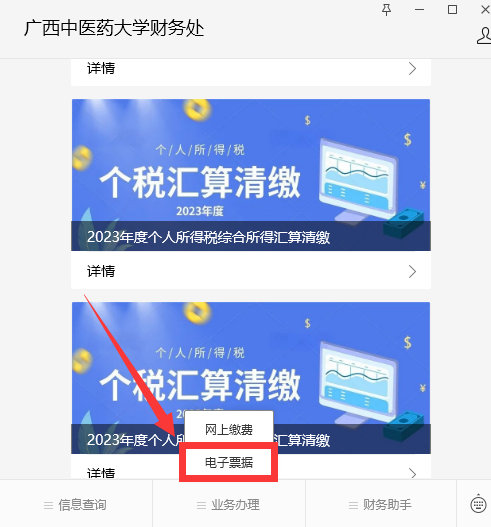 广西中医药大学财务处
详情
个/人/所/得/税
个税汇算清缴
2023年度
2023年度个人所得税综合所得汇算清缴
详情
个/人/所/得/税
个税汇算清缴
网上缴费
2023年度个人所 汇算清缴
电子票据
详情
信息查询
业务办理
财务助手